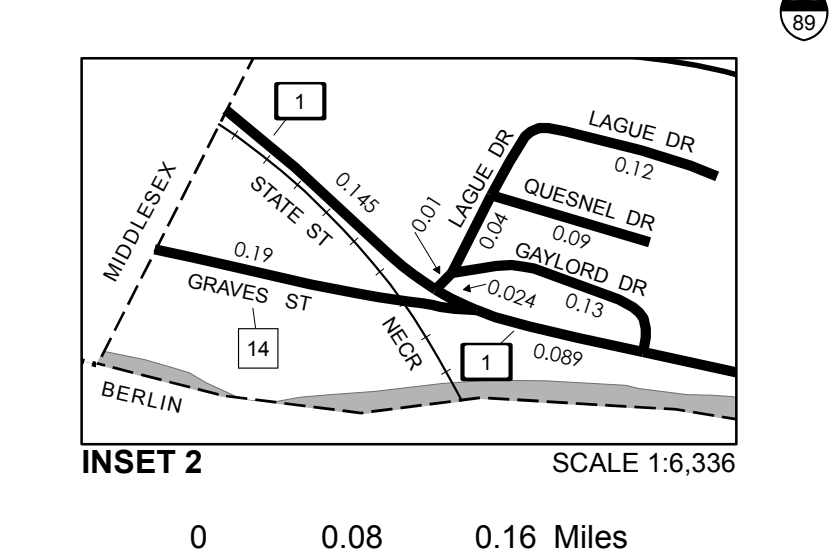 89
1
LAGUE DR
0.12
LAGUE DR
MIDDLESEX
STATE ST
0.145
0.01
QUESNEL DR
0.09
0.04
0.19
GRAVES ST
GAYLORD DR
0.024
0.13
14
NECR
1
0.089
BERLIN
INSET 2
SCALE 1:6,336
0 0.08 0.16 Miles